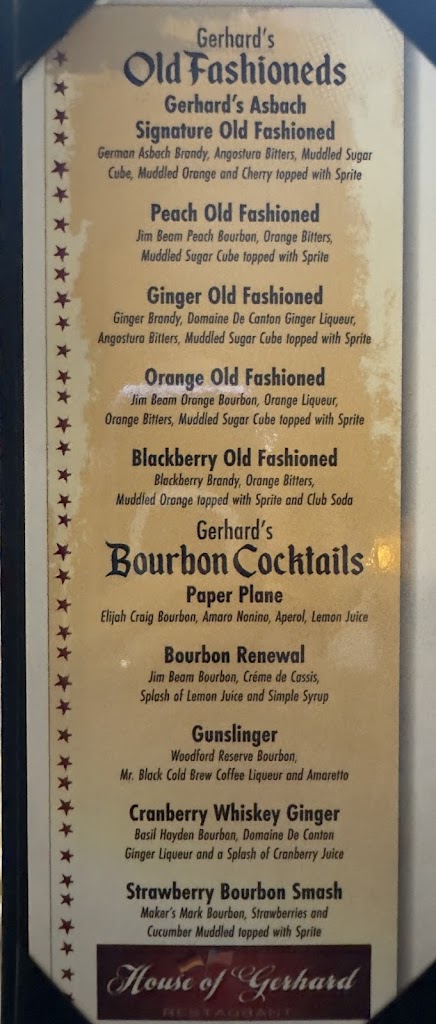 Gerhard's
Old Fashioneds
Gerhard's Asbach
Signature Old Fashioned
German Asbach Brandy, Angostura Bitters, Muddled Sugar
Cube, Muddled Orange and Cherry topped with Sprite
Peach Old Fashioned
Jim Beam Peach Bourbon, Orange Bitters,
Muddled Sugar Cube topped with Sprite
Ginger Old Fashioned
Ginger Brandy, Domaine De Canton Ginger Liqueur,
Angostura Bitters, Muddled Sugar Cube topped with Sprite
Orange Old Fashioned
Jim Beam Orange Bourbon, Orange Liqueur,
Orange Bitters, Muddled Sugar Cube topped with Sprite
Blackberry Old Fashioned
Blackberry Brandy, Orange Bitters,
Muddled Orange topped with Sprite and Club Soda
Gerhard's
Bourbon Cocktails
Paper Plane
Elijah Craig Bourbon, Amaro Nonino, Aperol, Lemon Juice
Bourbon Renewal
Jim Beam Bourbon, Créme de Cassis,
Splash of Lemon Juice and Simple Syrup
Gunslinger
Woodford Reserve Bourbon,
Mr. Black Cold Brew Coffee Liqueur and Amaretto
Cranberry Whiskey Ginger
Basil Hayden Bourbon, Domaine De Canton
Ginger Liqueur and a Splash of Cranberry Juice
Strawberry Bourbon Smash
Maker's Mark Bourbon, Strawberries and
Cucumber Muddled topped with Sprite
House of Gerhard
RESTAURANT